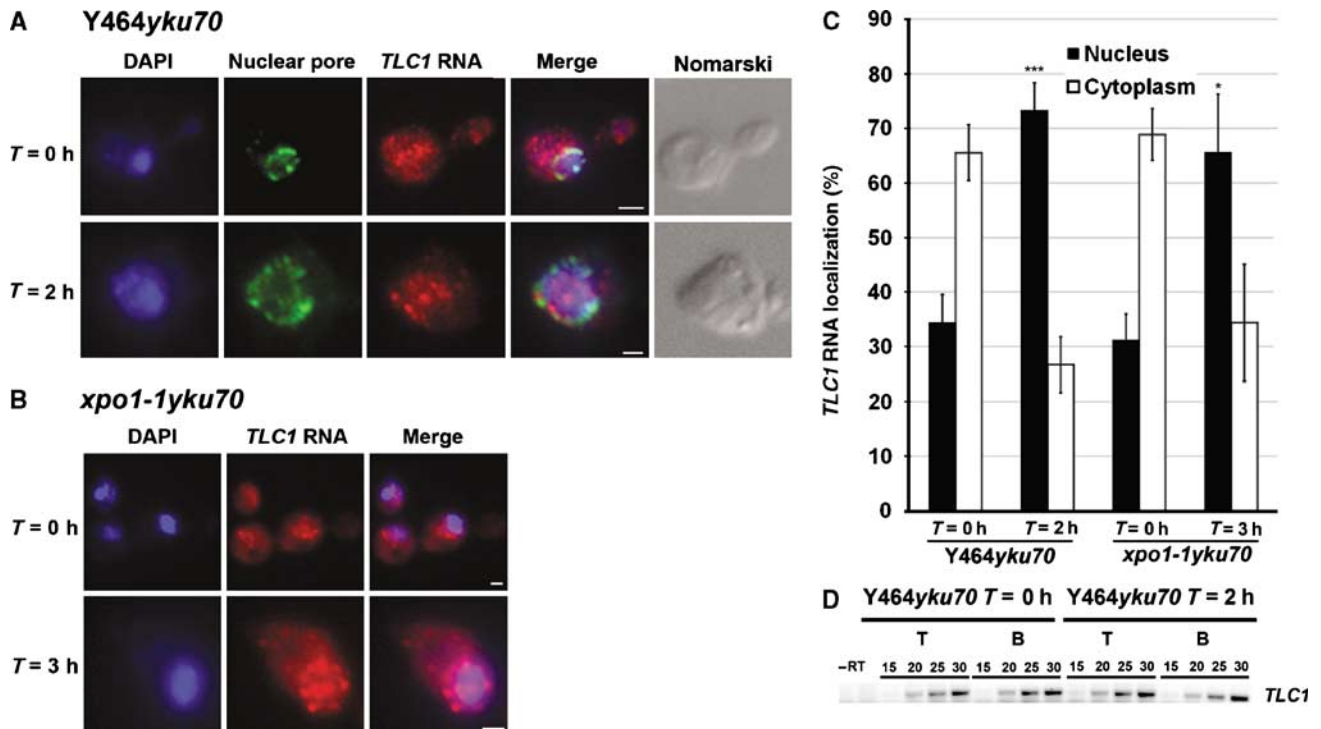 A
Y464yku70
DAPI
Nuclear pore
TLC1 RNA
Merge
Nomarski
T = 0 h
T = 2 h
B
xpo1-1yku70
DAPI
TLC1 RNA
Merge
T = 0 h
T = 3 h
C
90
80
70
60
50
40
30
20
10
0
TLC1 RNA localization (%)
Nucleus
Cytoplasm
***
*
T = 0 h
T = 2 h
T = 0 h
T = 3 h
Y464yku70
xpo1-1yku70
D
Y464yku70 T = 0 h
Y464yku70 T = 2 h
T
B
T
B
–RT 15 20 25 30 15 20 25 30 15 20 25 30 15 20 25 30
TLC1